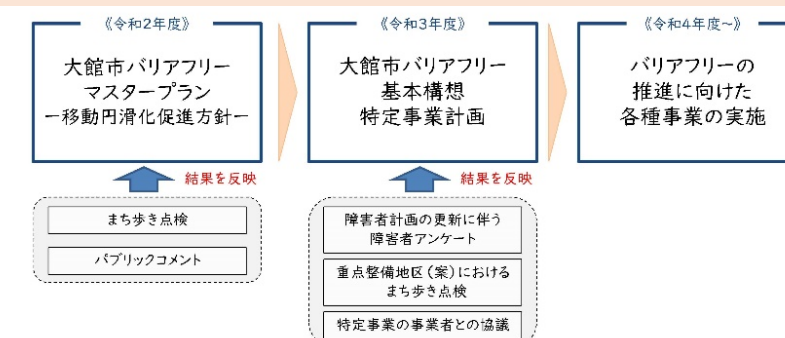 《令和2年度》
大館市バリアフリー
マスタープラン
ー移動円滑化促進方針ー
結果を反映
まち歩き点検
パブリックコメント
《令和3年度》
大館市バリアフリー
基本構想
特定事業計画
結果を反映
障害者計画の更新に伴う
障害者アンケート
重点整備地区(案)における
まち歩き点検
特定事業の事業者との協議
《令和4年度~》
バリアフリーの
推進に向けた
各種事業の実施